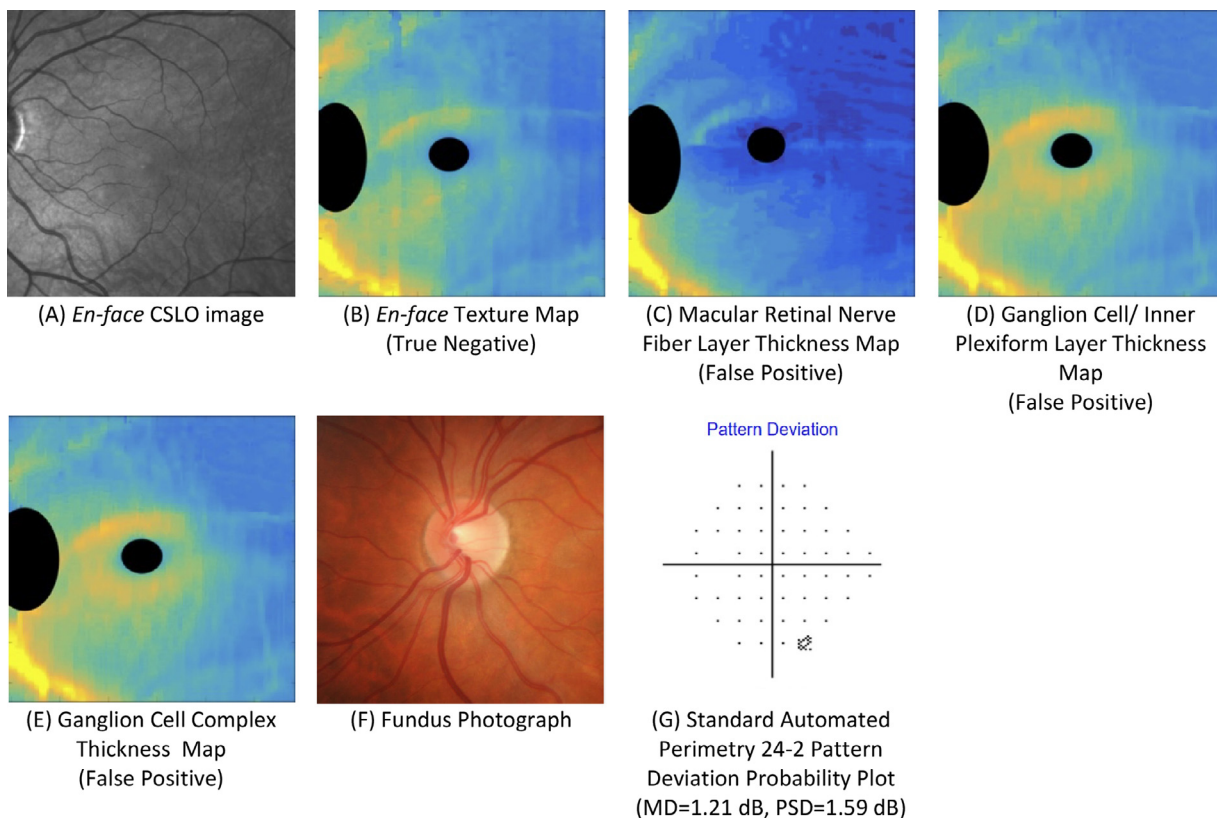 (A) En-face CSLO image
(B) En-face Texture Map
(True Negative)
(C) Macular Retinal Nerve
Fiber Layer Thickness Map
(False Positive)
(D) Ganglion Cell/ Inner
Plexiform Layer Thickness
Map
(False Positive)
(E) Ganglion Cell Complex
Thickness Map
(False Positive)
(F) Fundus Photograph
Pattern Deviation
(G) Standard Automated
Perimetry 24-2 Pattern
Deviation Probability Plot
(MD=1.21 dB, PSD=1.59 dB)